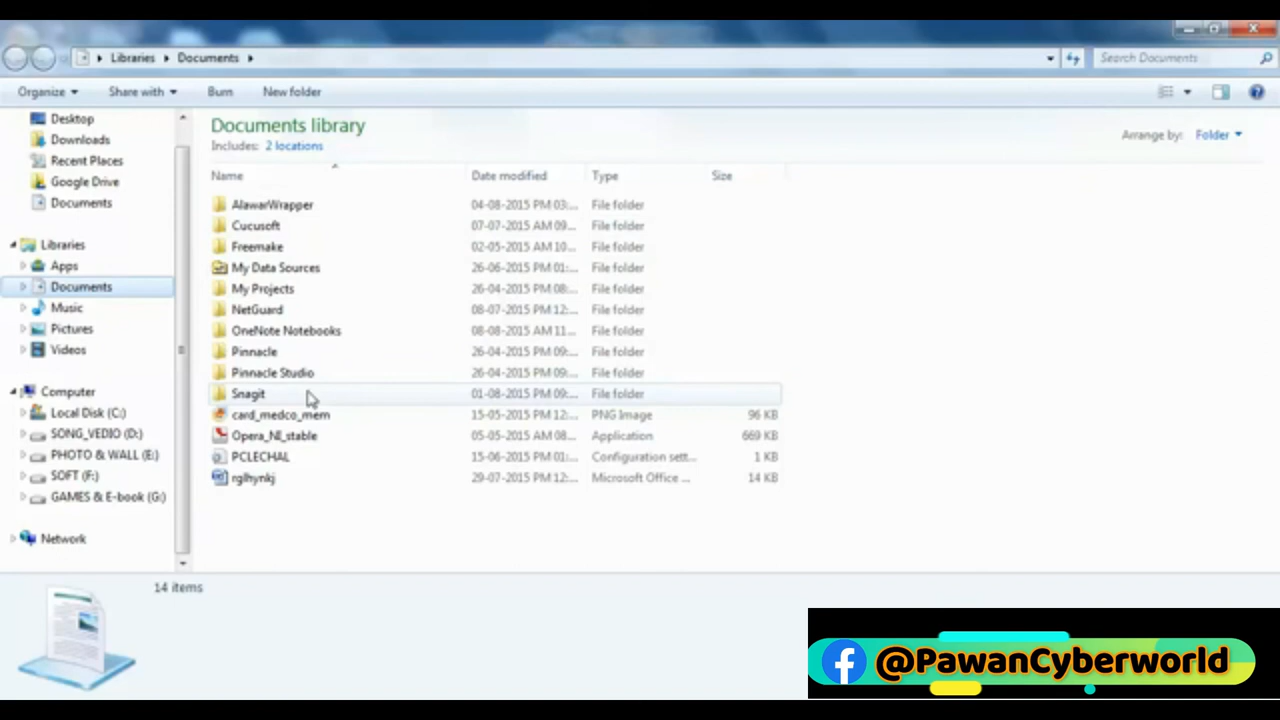 Libraries Documents
Search Documents
Organize Share with Burn New folder
Desktop
Downloads
Recent Places
Google Drive
Documents
Libraries
Apps
Documents
Music
Pictures
Videos
Computer
Local Disk (C:)
SONG_VEDIO (D:)
PHOTO & WALL (E:)
SOFT (F:)
GAMES & E-book (G:)
Network
Documents library
Includes: 2 locations
Arrange by: Folder
Name Date modified Type Size
AlawarWrapper 04-08-2015 PM 03:... File folder
Cucusoft 07-07-2015 AM 09... File folder
Freemake 02-05-2015 AM 10... File folder
My Data Sources 26-06-2015 PM 01:... File folder
My Projects 26-04-2015 PM 08:... File folder
NetGuard 08-07-2015 PM 12:... File folder
OneNote Notebooks 08-08-2015 AM 11... File folder
Pinnacle 26-04-2015 PM 09:... File folder
Pinnacle Studio 26-04-2015 PM 09:... File folder
Snagit 01-08-2015 PM 09:... File folder
card_medco_mem 15-05-2015 PM 12:... PNG Image 96 KB
Opera_NI_stable 05-05-2015 AM 08... Application 669 KB
PCLECHAL 15-06-2015 PM 01:... Configuration sett... 1 KB
rglhynkj 29-07-2015 PM 12:... Microsoft Office ... 14 KB
14 items
@PawanCyberworld